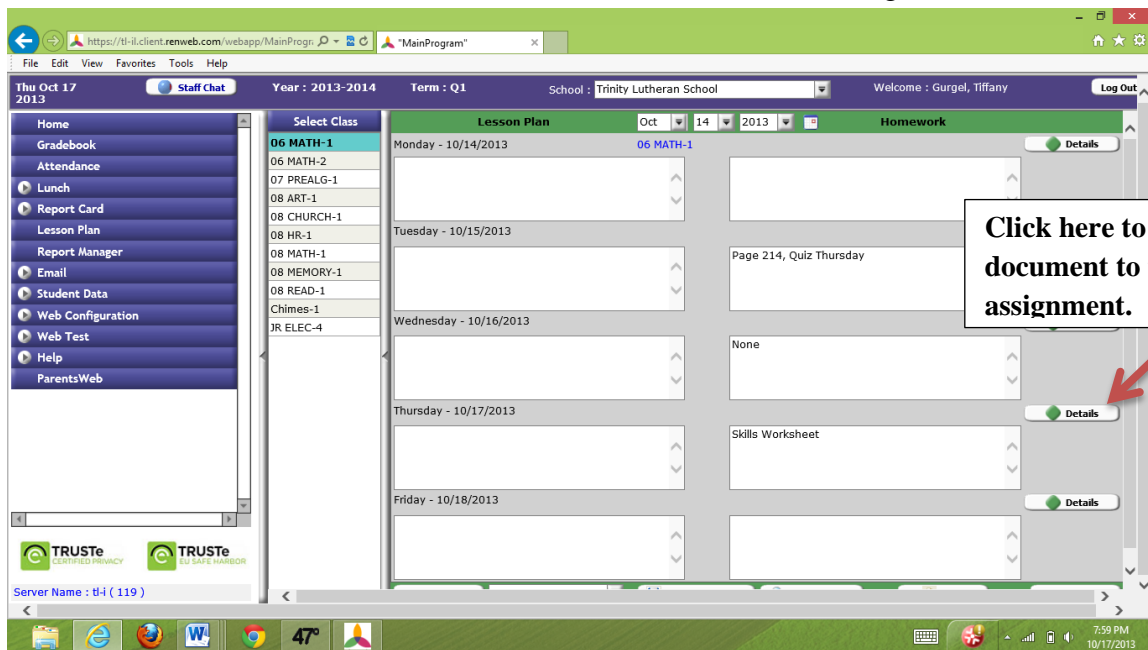 https://tl-il.client.renweb.com/webapp/MainProgr
"MainProgram"
File Edit View Favorites Tools Help
Thu Oct 17 2013
Staff Chat
Year : 2013-2014
Term : Q1
School : Trinity Lutheran School
Welcome : Gurgel, Tiffany
Log Out
Home
Gradebook
Attendance
Lunch
Report Card
Lesson Plan
Report Manager
Email
Student Data
Web Configuration
Web Test
Help
ParentsWeb
TRUSTe
CERTIFIED PRIVACY
TRUSTe
EU SAFE HARBOR
Server Name : tl-i ( 119 )
Select Class
06 MATH-1
06 MATH-2
07 PREALG-1
08 ART-1
08 CHURCH-1
08 HR-1
08 MATH-1
08 MEMORY-1
08 READ-1
Chimes-1
JR ELEC-4
Lesson Plan
Oct 14 2013
Homework
Monday - 10/14/2013
06 MATH-1
Details
Tuesday - 10/15/2013
Page 214, Quiz Thursday
Wednesday - 10/16/2013
None
Thursday - 10/17/2013
Details
Skills Worksheet
Friday - 10/18/2013
Details
Click here to
document to
assignment.
47°
7:59 PM
10/17/2013